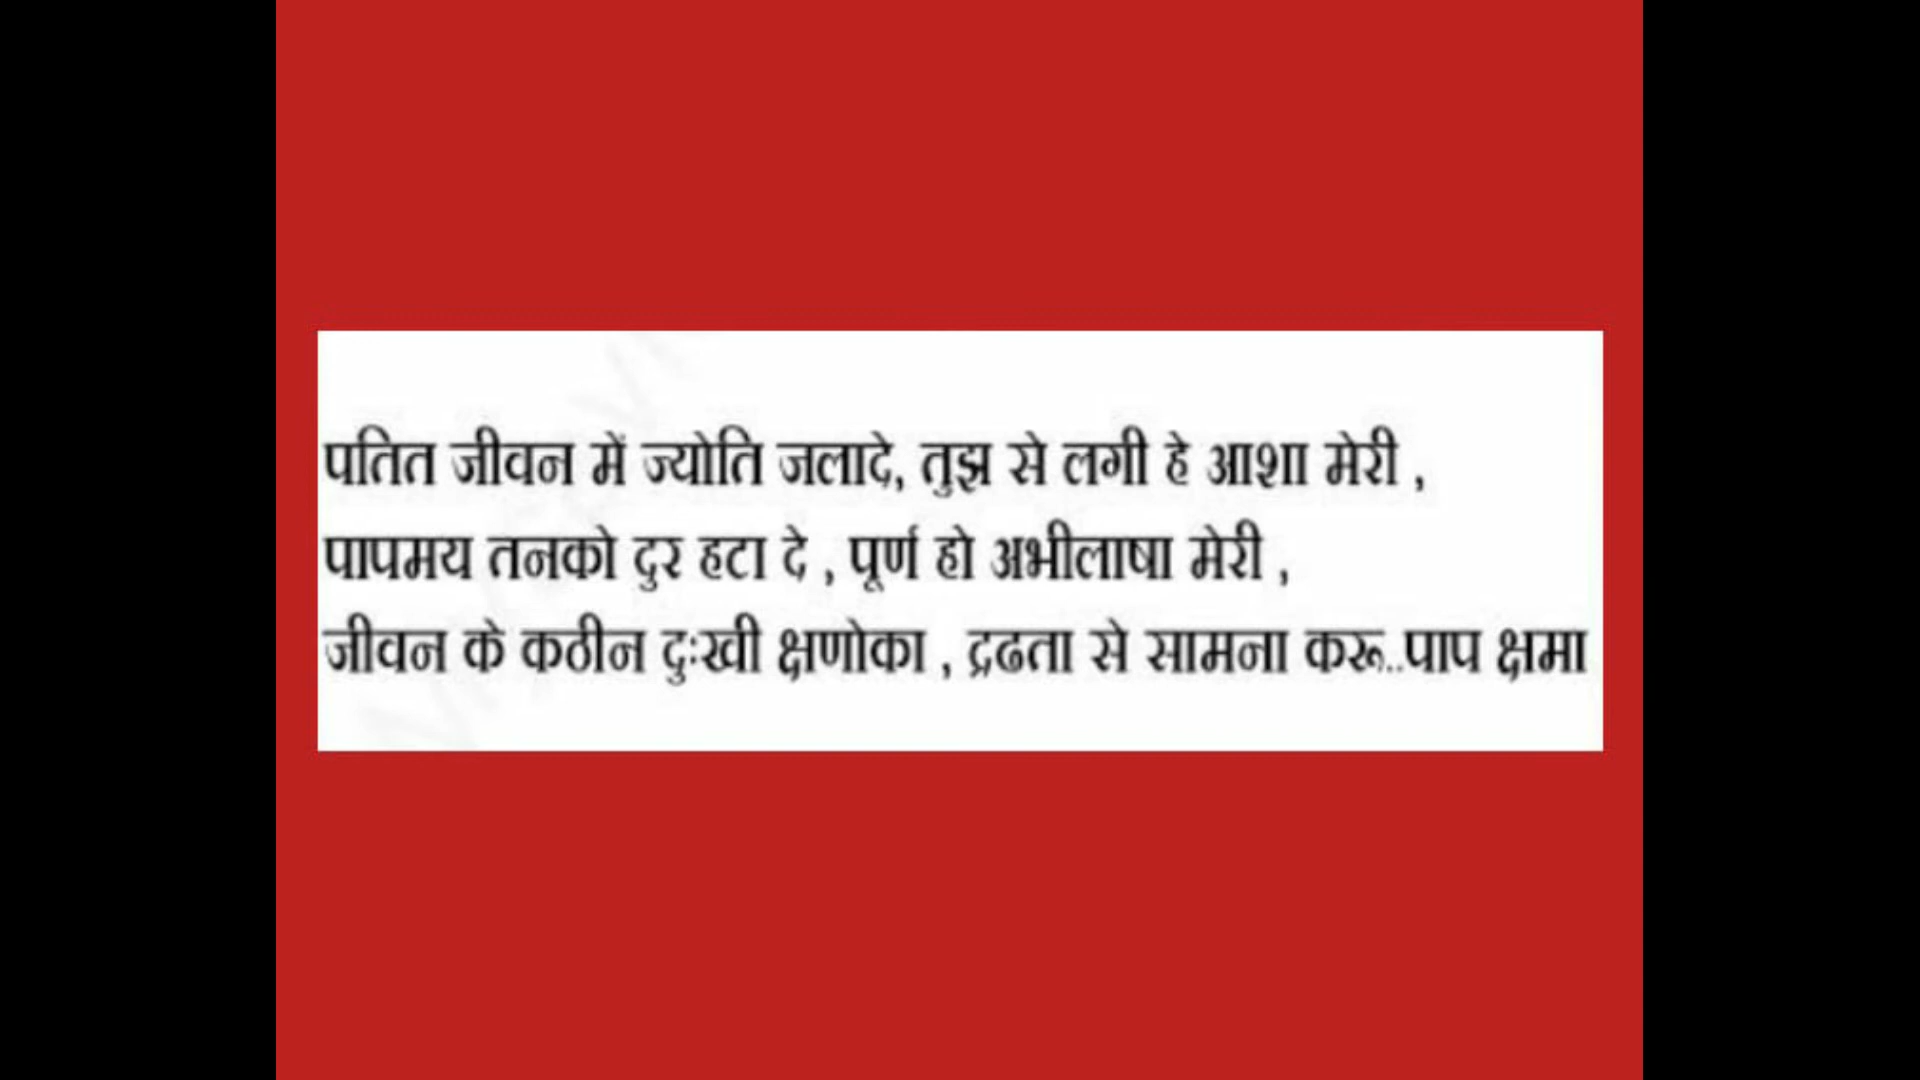 पतित जीवन में ज्योति जलादे, तुझ से लगी हे आशा मेरी ,
पापमय तनको दुर हटा दे , पूर्ण हो अभीलाषा मेरी ,
जीवन के कठीन दुःखी क्षणोका , द्रढता से सामना करू..पाप क्षमा